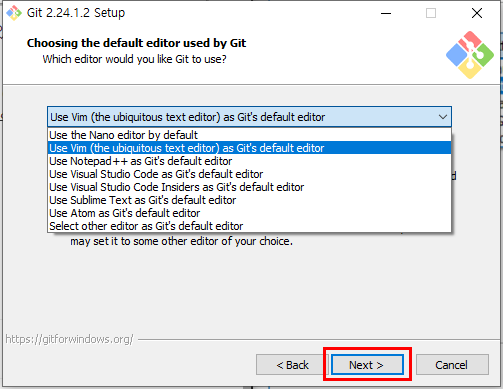 Git 2.24.1.2 Setup
Choosing the default editor used by Git
Which editor would you like Git to use?
Use Vim (the ubiquitous text editor) as Git's default editor
Use the Nano editor by default
Use Vim (the ubiquitous text editor) as Git's default editor
Use Notepad++ as Git's default editor
Use Visual Studio Code as Git's default editor
Use Visual Studio Code Insiders as Git's default editor
Use Sublime Text as Git's default editor
Use Atom as Git's default editor
Select other editor as Git's default editor
may set it to some other editor of your choice.
https://gitforwindows.org/
< Back
Next >
Cancel